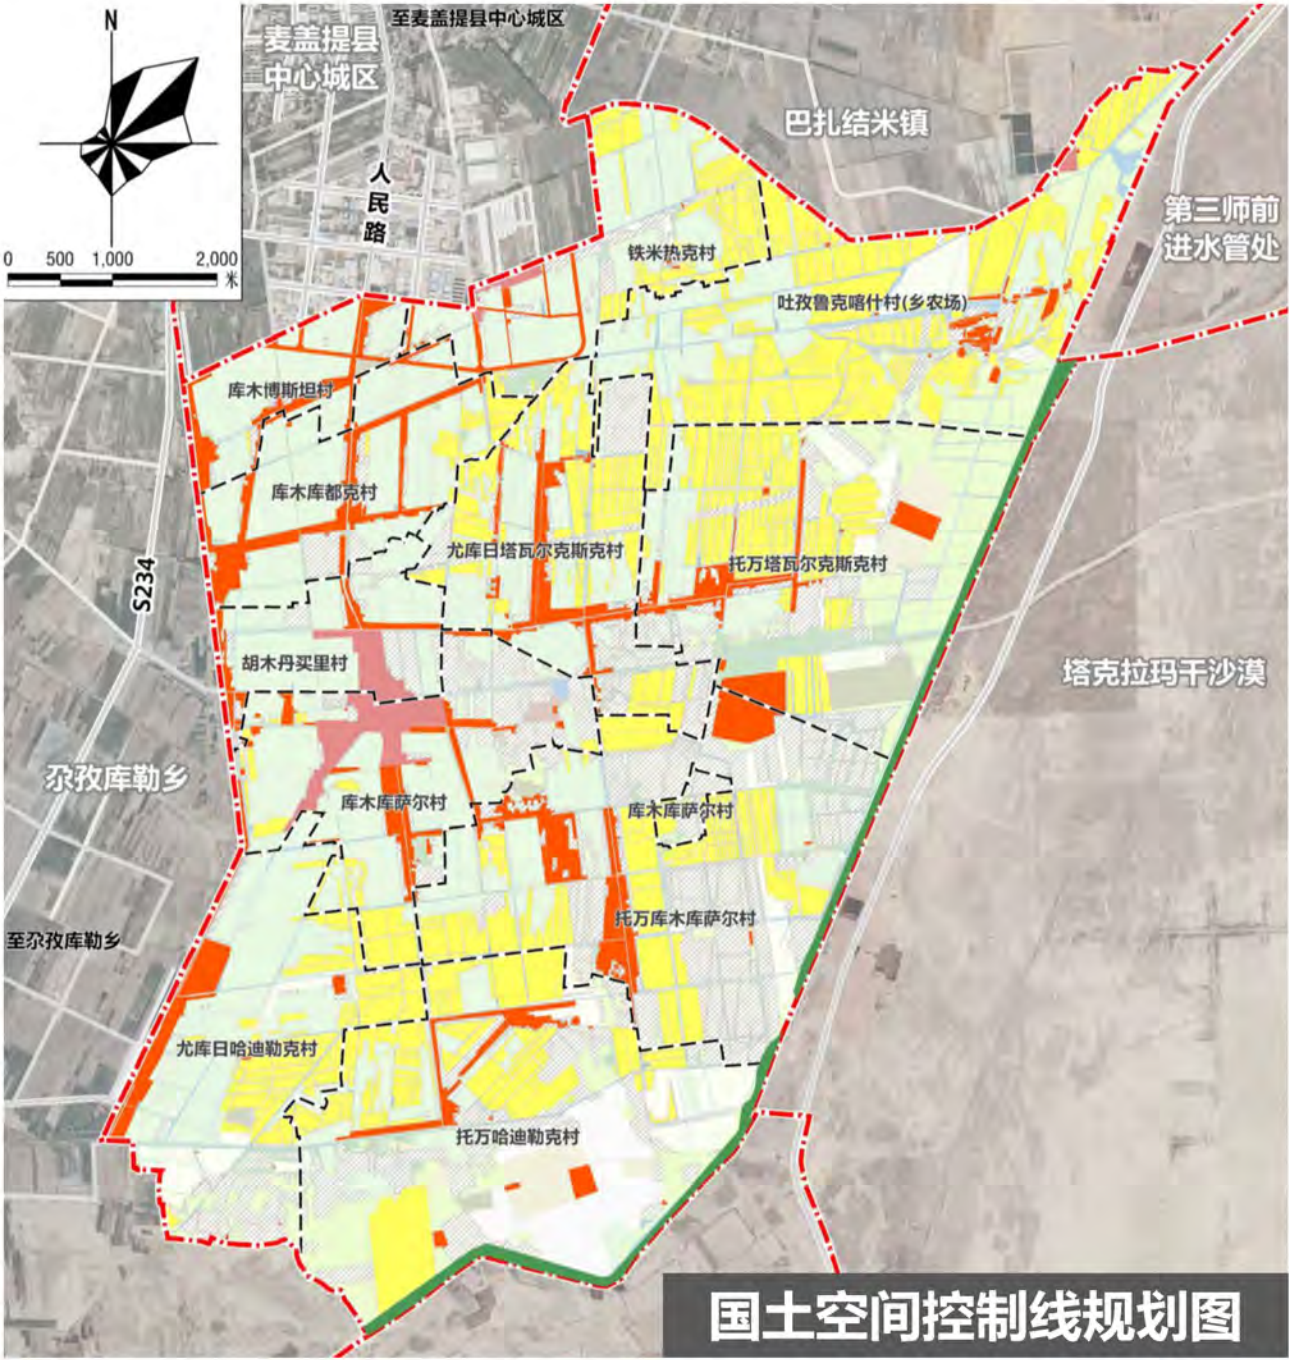 N
0 500 1,000 2,000
米
至麦盖提县中心城区
麦盖提县
中心城区
人民路
巴扎结米镇
第三师前
进水管处
铁米热克村
吐孜鲁克喀什村(乡农场)
库木博斯坦村
库木库都克村
尤库日塔瓦尔克斯克村
托万塔瓦尔克斯克村
S234
胡木丹买里村
塔克拉玛干沙漠
尕孜库勒乡
库木库萨尔村
库木库萨尔村
托万库木库萨尔村
至尕孜库勒乡
尤库日哈迪勒克村
托万哈迪勒克村
国土空间控制线规划图